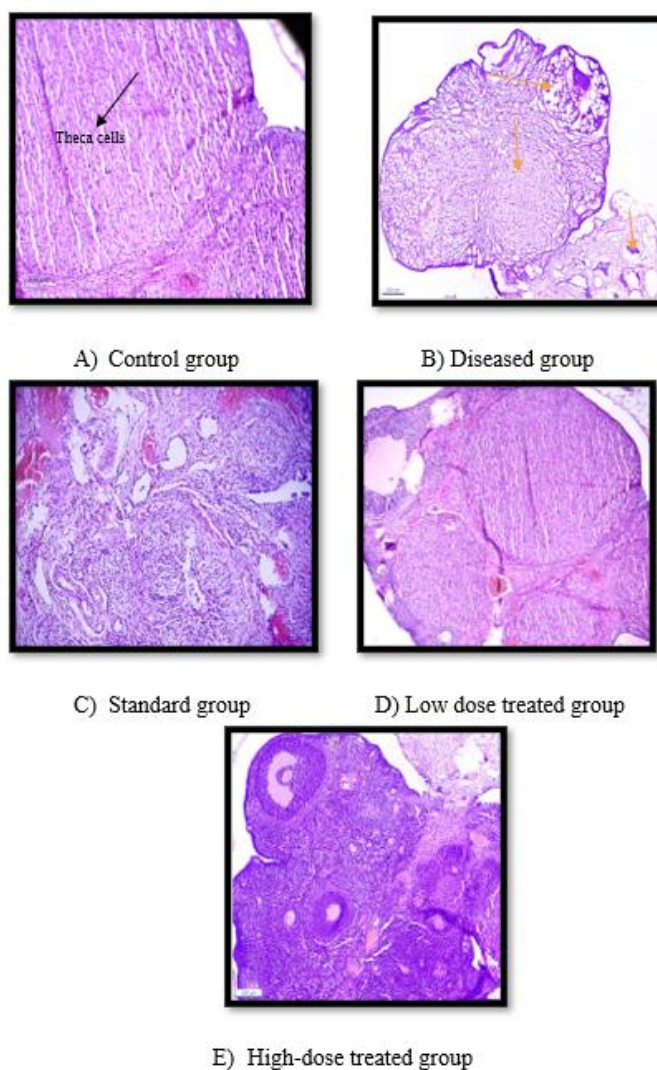 Theca cells
A) Control group
B) Diseased group
C) Standard group
D) Low dose treated group
E) High-dose treated group